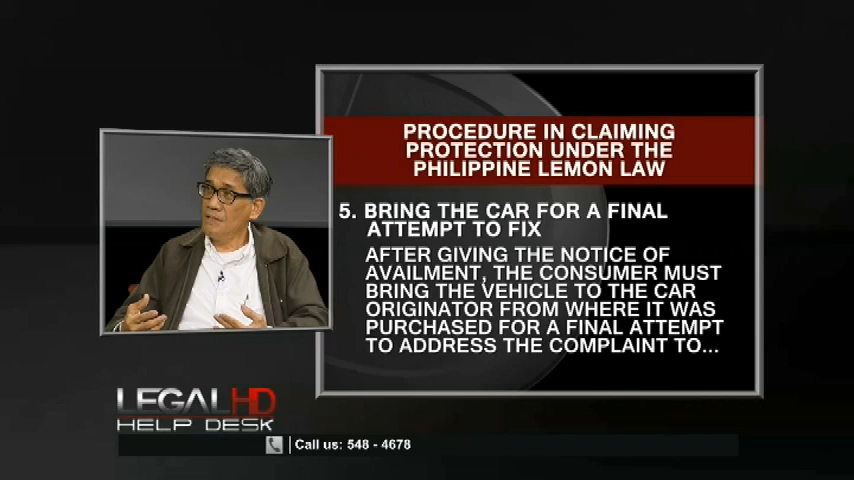 PROCEDURE IN CLAIMING
PROTECTION UNDER THE
PHILIPPINE LEMON LAW
5. BRING THE CAR FOR A FINAL
ATTEMPT TO FIX
AFTER GIVING THE NOTICE OF
AVAILMENT, THE CONSUMER MUST
BRING THE VEHICLE TO THE CAR
ORIGINATOR FROM WHERE IT WAS
PURCHASED FOR A FINAL ATTEMPT
TO ADDRESS THE COMPLAINT TO...
LEGALHD
HELP DESK
Call us: 548 - 4678